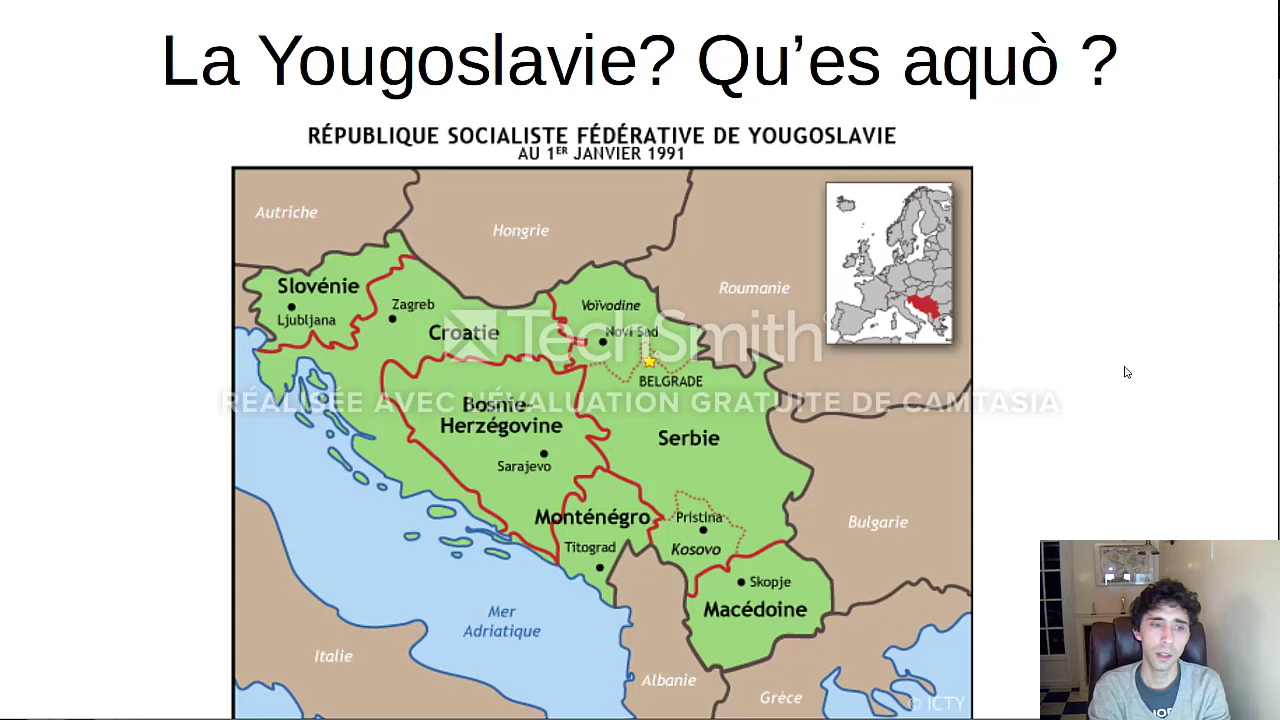 La Yougoslavie? Qu'es aquò ?
RÉPUBLIQUE SOCIALISTE FÉDÉRATIVE DE YOUGOSLAVIE
AU 1ER JANVIER 1991
Autriche
Hongrie
Roumanie
Slovénie
Ljubljana
Zagreb
Croatie
Voïvodine
Novi Sad
TechSmith
BELGRADE
RÉALISÉE AVEC L'ÉVALUATION GRATUITE DE CAMTASIA
Bosnie-
Herzégovine
Sarajevo
Serbie
Monténégro
Titograd
Pristina
Kosovo
Bulgarie
Skopje
Macédoine
Mer
Adriatique
Italie
Albanie
Grèce
© ICTY